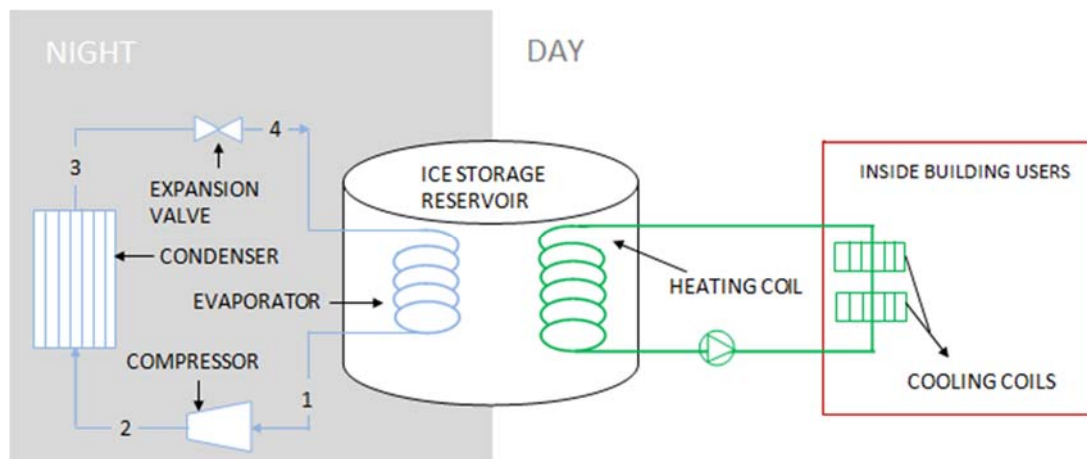 NIGHT
DAY
4
3
EXPANSION
VALVE
ICE STORAGE
RESERVOIR
INSIDE BUILDING USERS
CONDENSER
EVAPORATOR
HEATING COIL
COMPRESSOR
1
2
COOLING COILS